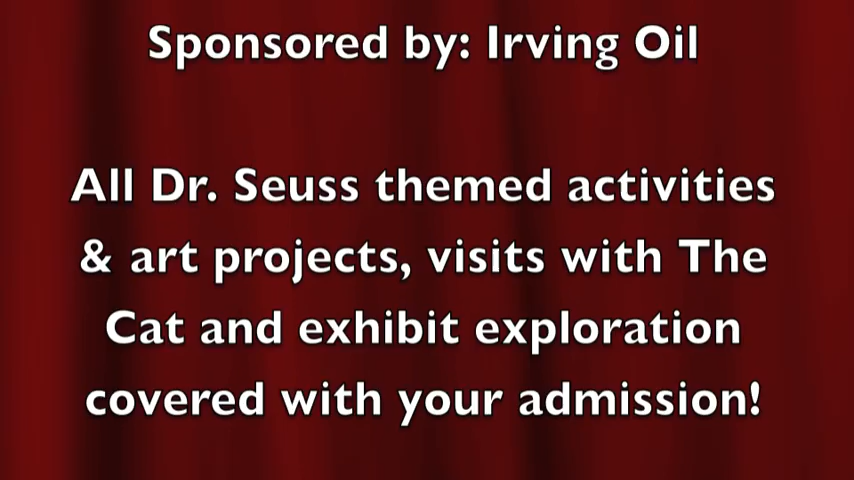 Sponsored by: Irving Oil
All Dr. Seuss themed activities
& art projects, visits with The
Cat and exhibit exploration
covered with your admission!